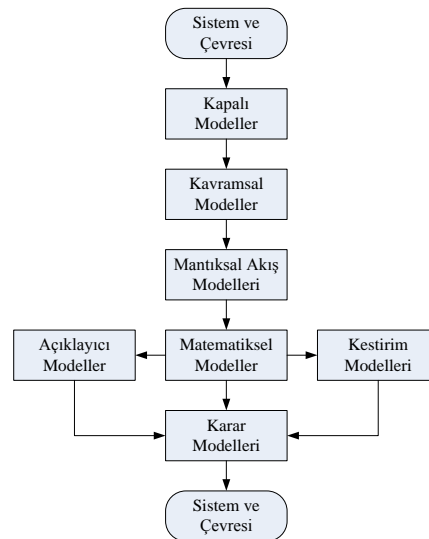 Sistem ve
Çevresi
Kapalı
Modeller
Kavramsal
Modeller
Mantıksal Akış
Modelleri
Açıklayıcı
Modeller
Matematiksel
Modeller
Kestirim
Modelleri
Karar
Modelleri
Sistem ve
Çevresi